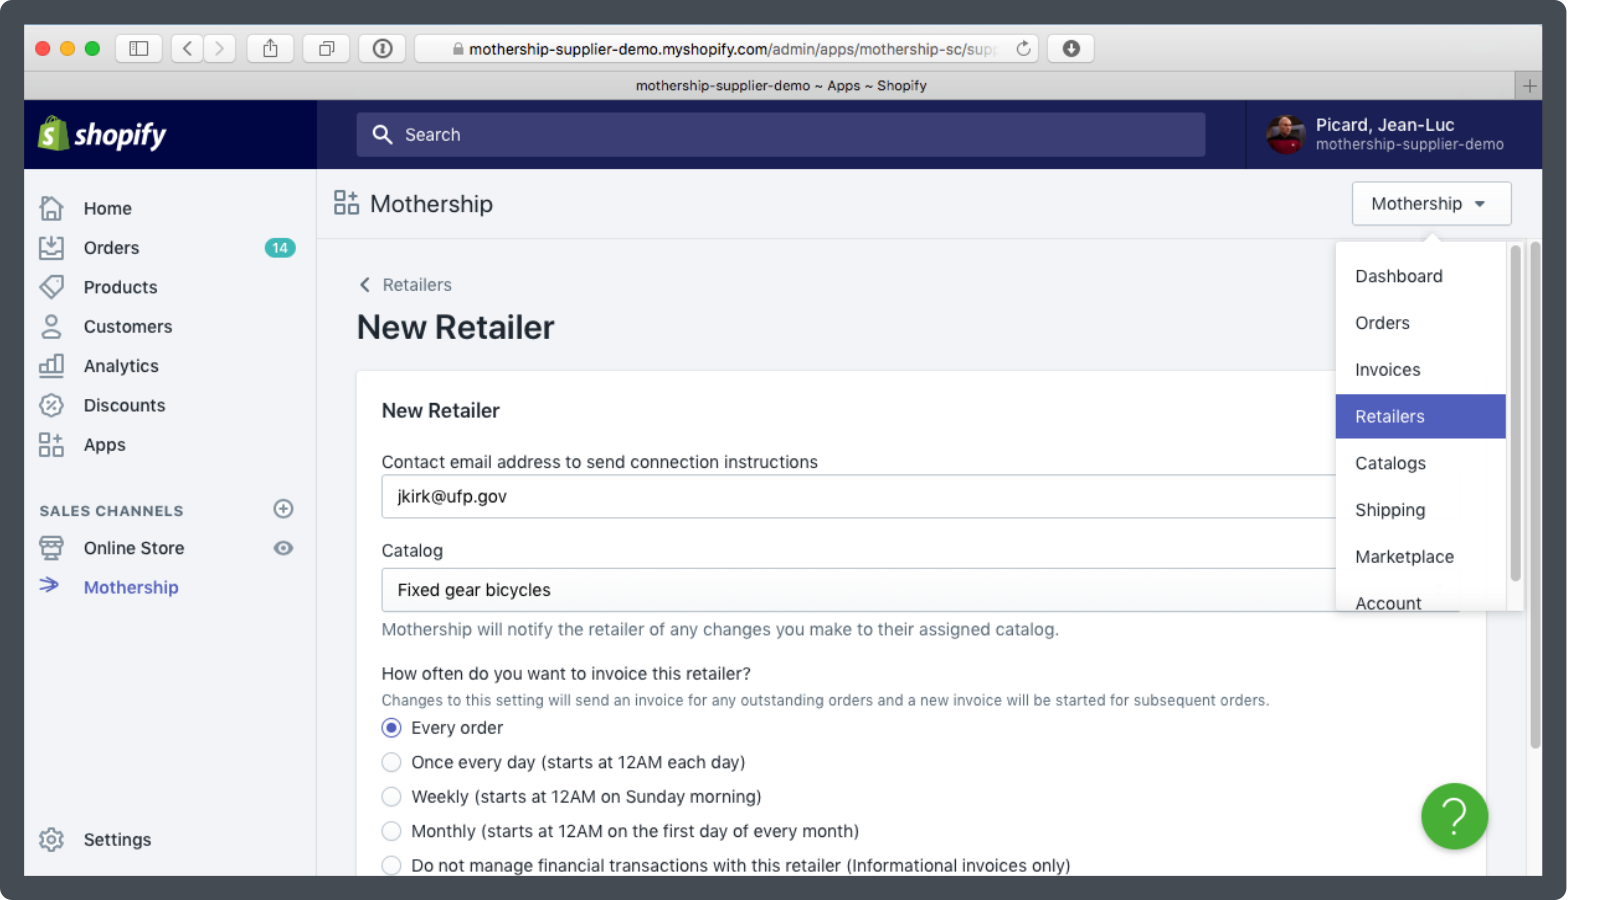 mothership-supplier-demo.myshopify.com/admin/apps/mothership-sc/sup
mothership-supplier-demo ~ Apps ~ Shopify
shopify
Search
Picard, Jean-Luc
mothership-supplier-demo
Home
Orders
14
Products
Customers
Analytics
Discounts
Apps
SALES CHANNELS
Online Store
Mothership
Settings
Mothership
Mothership
Dashboard
Orders
Invoices
Retailers
Catalogs
Shipping
Marketplace
Account
Retailers
New Retailer
New Retailer
Contact email address to send connection instructions
jkirk@ufp.gov
Catalog
Fixed gear bicycles
Mothership will notify the retailer of any changes you make to their assigned catalog.
How often do you want to invoice this retailer?
Changes to this setting will send an invoice for any outstanding orders and a new invoice will be started for subsequent orders.
Every order
Once every day (starts at 12AM each day)
Weekly (starts at 12AM on Sunday morning)
Monthly (starts at 12AM on the first day of every month)
Do not manage financial transactions with this retailer (Informational invoices only)
?